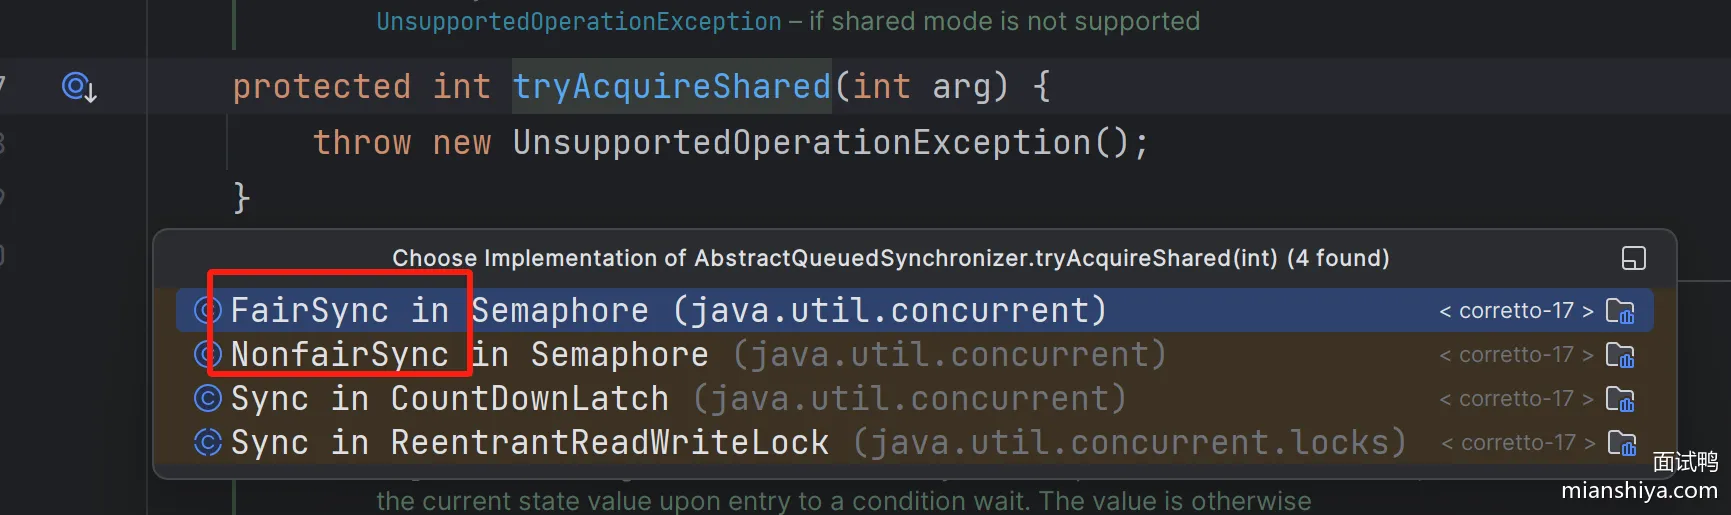 UnsupportedOperationException – if shared mode is not supported
protected int tryAcquireShared(int arg) {
throw new UnsupportedOperationException();
}
Choose Implementation of AbstractQueuedSynchronizer.tryAcquireShared(int) (4 found)
FairSync in Semaphore (java.util.concurrent) < corretto-17 >
NonfairSync in Semaphore (java.util.concurrent) < corretto-17 >
Sync in CountDownLatch (java.util.concurrent) < corretto-17 >
Sync in ReentrantReadWriteLock (java.util.concurrent.locks) < corretto-17 >
面试鸭
mianshiya.com
the current state value upon entry to a condition wait. The value is otherwise